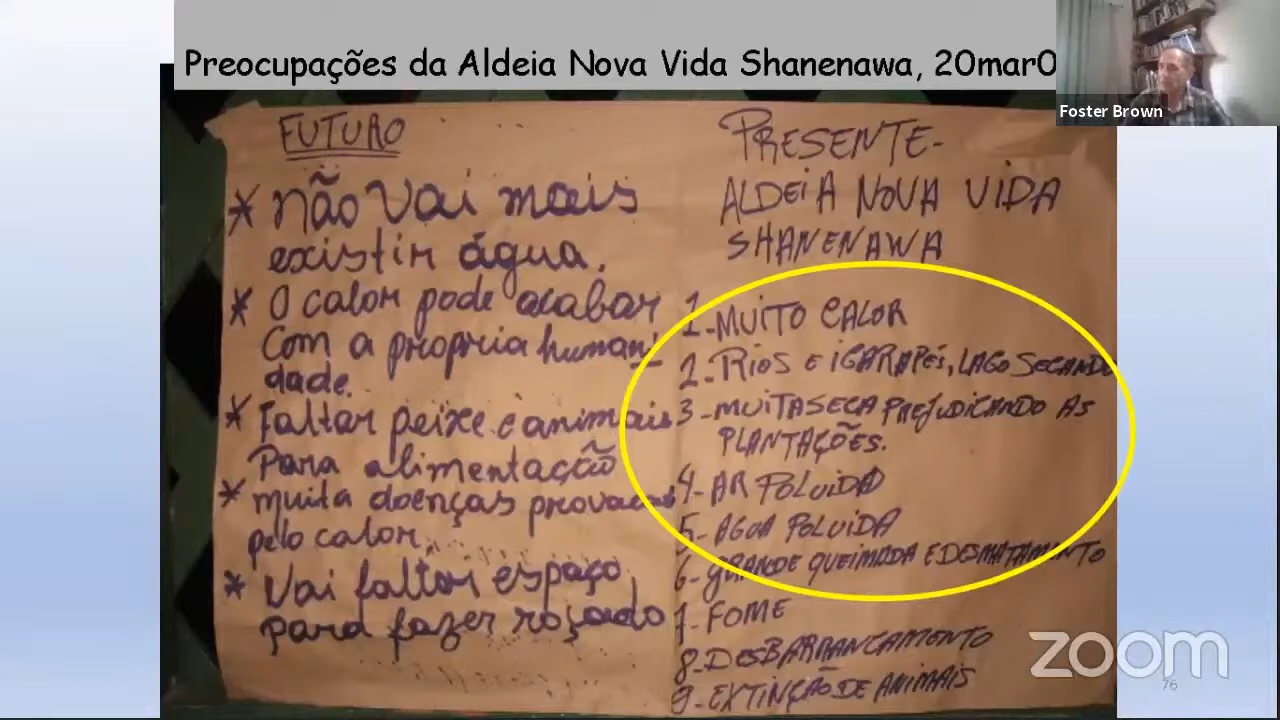 Preocupações da Aldeia Nova Vida Shanenawa, 20mar0
Foster Brown
FUTURO
* não vai mais
existir água.
* O calor pode acabar
com a propria humani
dade.
* Faltar peixe e animais
Para alimentação
* muita doenças provocadas
pelo calor.
* Vai faltar espaço
para fazer roçado
PRESENTE-
ALDEIA NOVA VIDA
SHANENAWA
1-MUITO CALOR
2-RIOS E IGARAPÉS, LAGO SECANDO
3-MUITA SECA PREJUDICANDO AS
PLANTAÇÕES.
4-AR POLUIDO
5-AGUA POLUIDA
6-GRANDE QUEIMADA E DESMATAMENTO
7-FOME
8-DESBARRANCAMENTO
9-EXTINÇÃO DE ANIMAIS
zoom
76